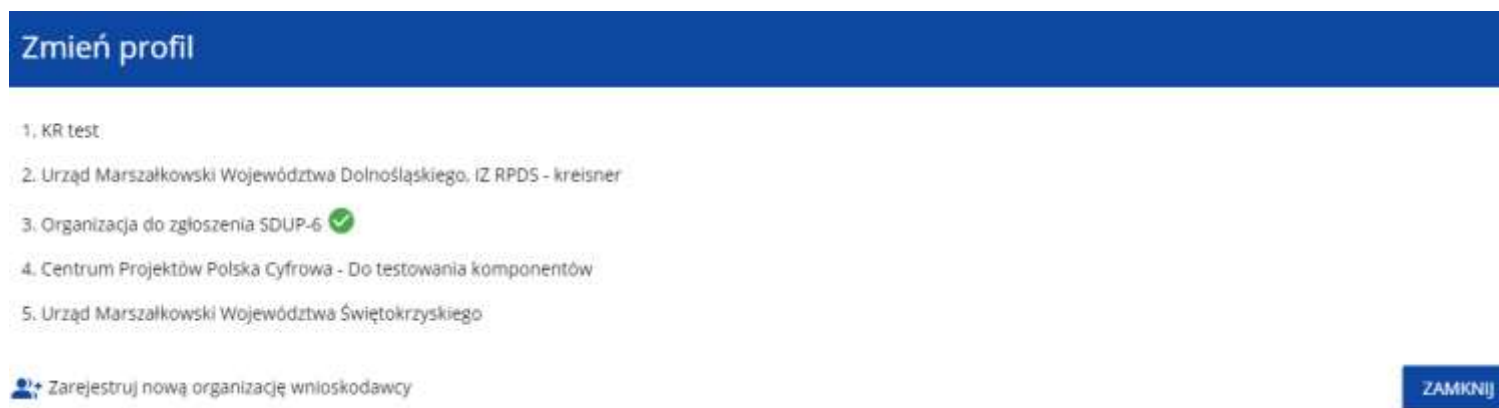 Zmień profil
1. KR test
2. Urząd Marszałkowski Województwa Dolnośląskiego, IZ RPDS - kreisner
3. Organizacja do zgłoszenia SDUP-6
4. Centrum Projektów Polska Cyfrowa - Do testowania komponentów
5. Urząd Marszałkowski Województwa Świętokrzyskiego
Zarejestruj nową organizację wnioskodawcy
ZAMKNIJ